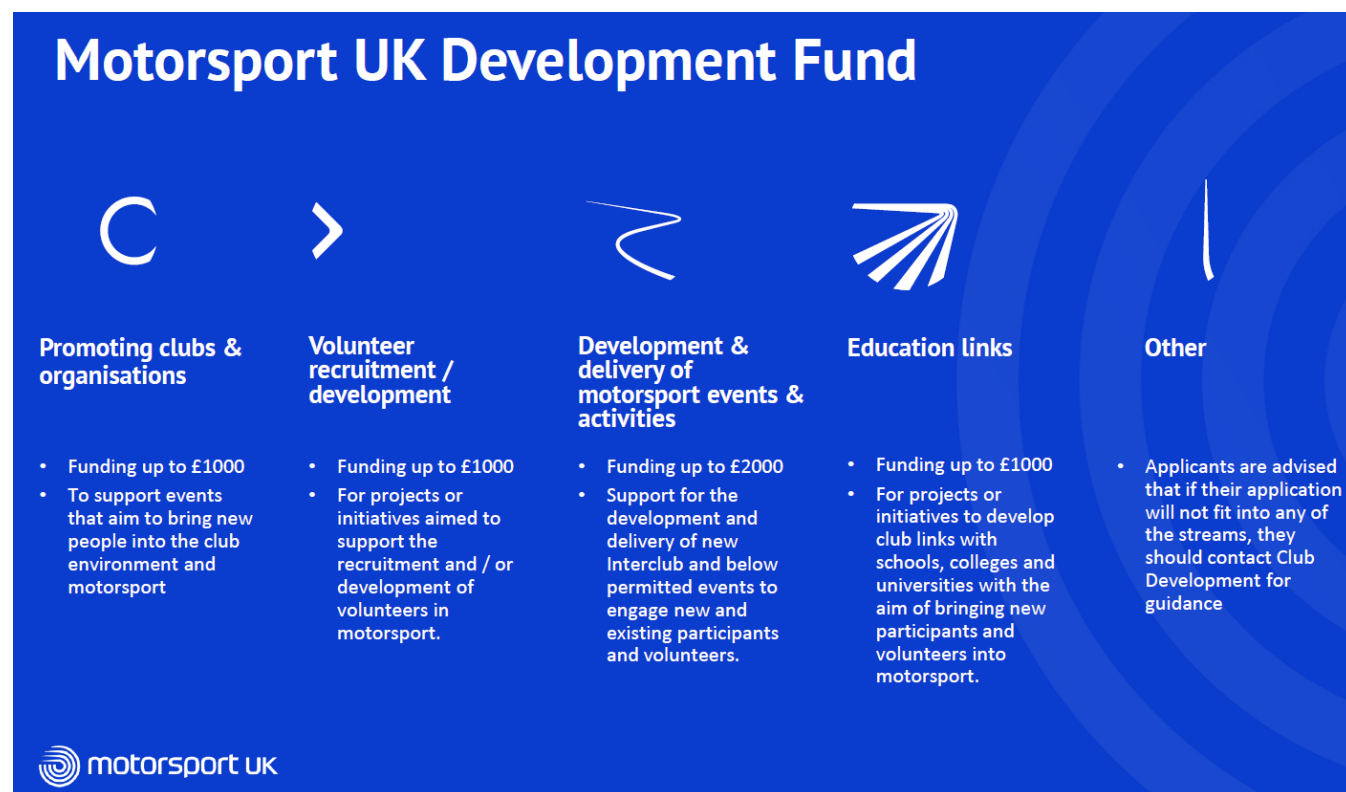 Motorsport UK Development Fund
Promoting clubs &
organisations
• Funding up to £1000
• To support events
that aim to bring new
people into the club
environment and
motorsport
Volunteer
recruitment /
development
• Funding up to £1000
• For projects or
initiatives aimed to
support the
recruitment and / or
development of
volunteers in
motorsport.
Development &
delivery of
motorsport events &
activities
• Funding up to £2000
• Support for the
development and
delivery of new
Interclub and below
permitted events to
engage new and
existing participants
and volunteers.
Education links
• Funding up to £1000
• For projects or
initiatives to develop
club links with
schools, colleges and
universities with the
aim of bringing new
participants and
volunteers into
motorsport.
Other
• Applicants are advised
that if their application
will not fit into any of
the streams, they
should contact Club
Development for
guidance
motorsport UK